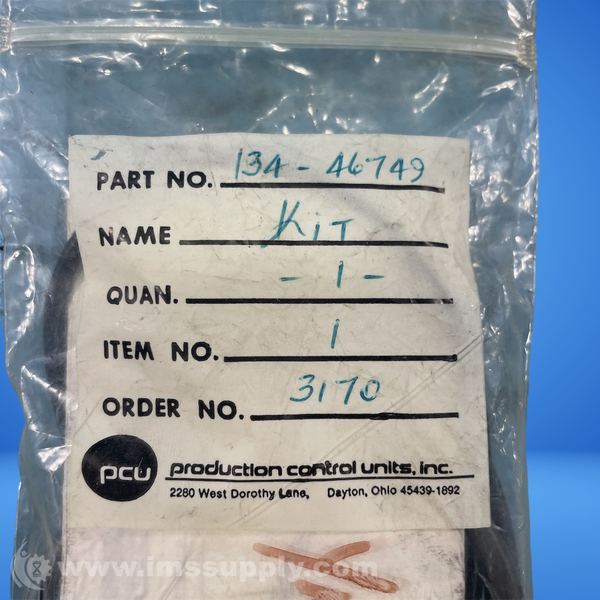 PART NO. 134-46749
NAME KIT
QUAN. - 1 -
ITEM NO. 1
ORDER NO. 3170
pcu production control units, inc.
2280 West Dorothy Lane, Dayton, Ohio 45439-1892
www.imssupply.com